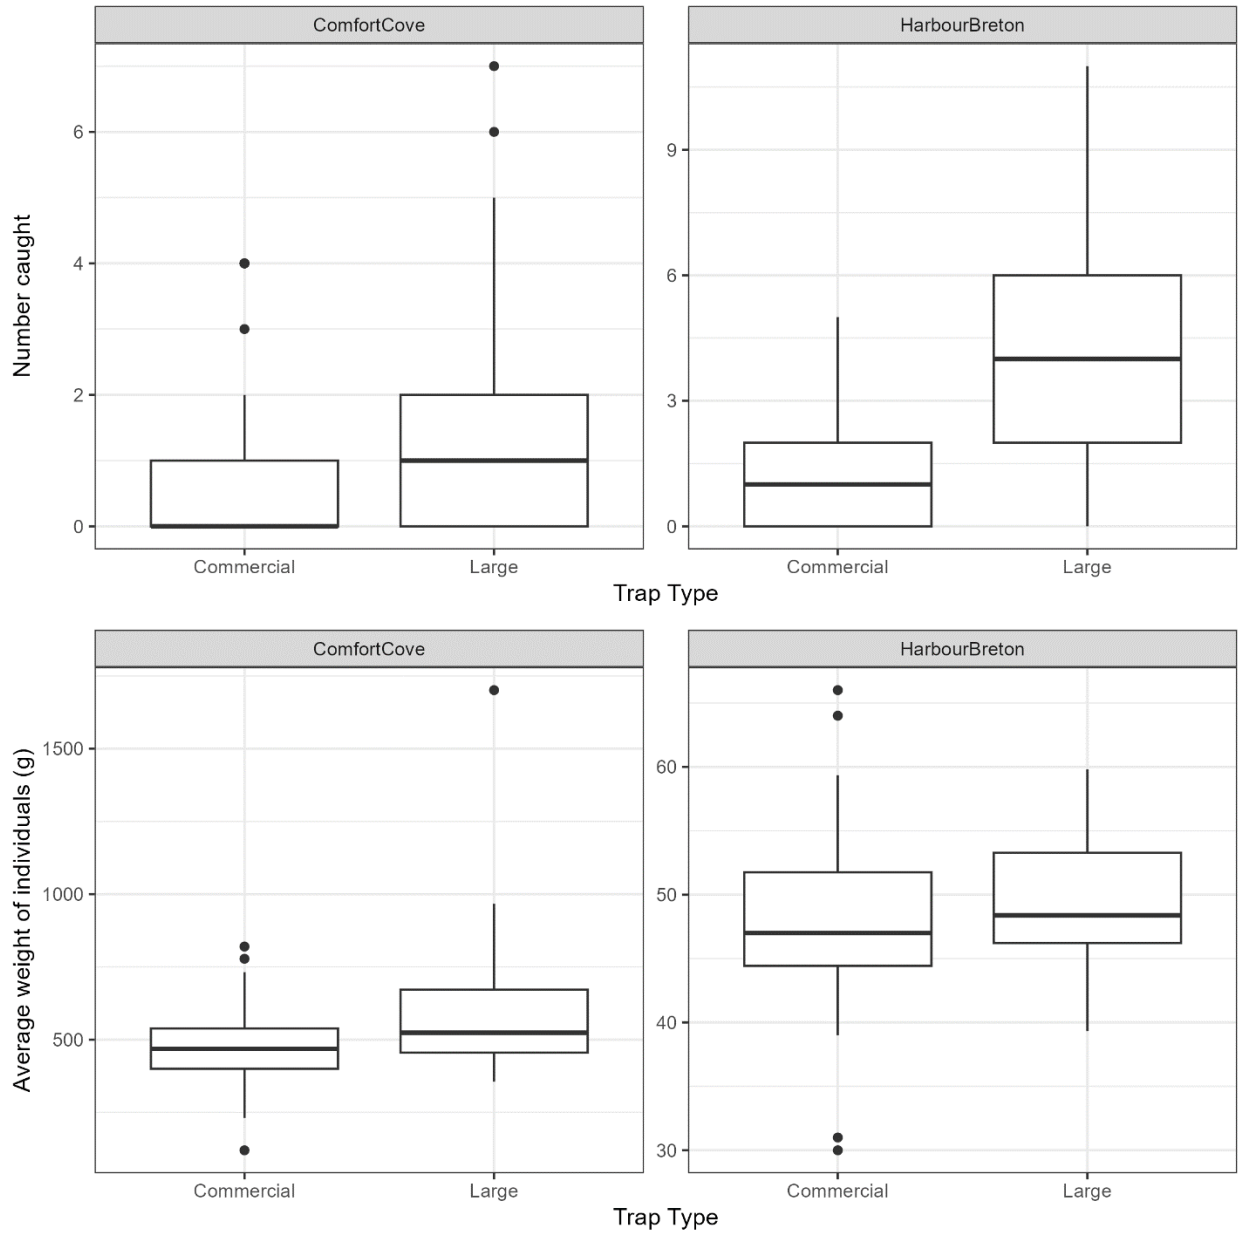 ComfortCove
HarbourBreton
Number caught
6
4
2
0
9
6
3
0
Commercial
Large
Commercial
Large
Trap Type
ComfortCove
HarbourBreton
Average weight of individuals (g)
1500
1000
500
60
50
40
30
Commercial
Large
Commercial
Large
Trap Type